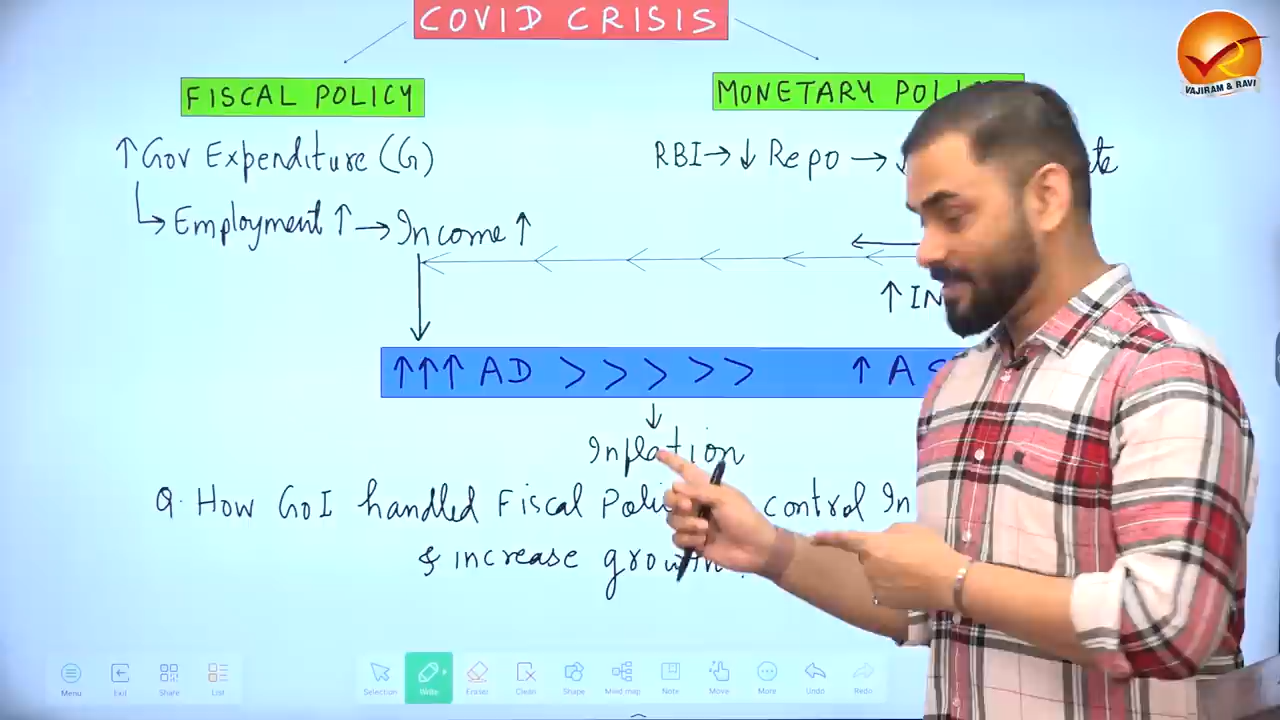 COVID CRISIS
VAJIRAM & RAVI
FISCAL POLICY
MONETARY
↑ Gov Expenditure (G)
RBI → ↓ Repo → ↓
↳ Employment ↑ → Income ↑
↑ IN
↑↑↑ AD > > > > > ↑ AS
↓
Inflation
Q. How GoI handled Fiscal control In
& increase growth
Menu Exit Share List Selection Write Eraser Clean Shape Mind map Note Move More Undo Redo